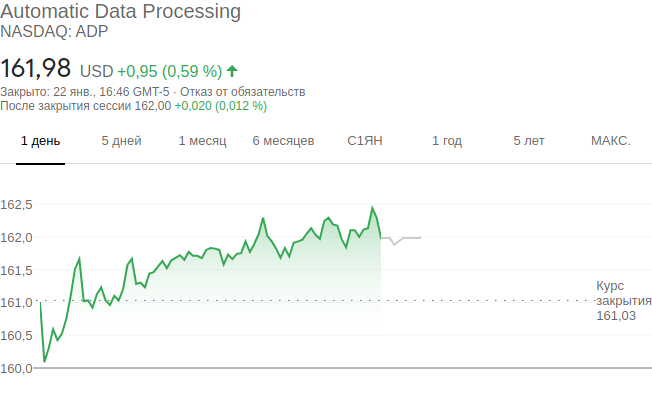 Automatic Data Processing
NASDAQ: ADP
161,98 USD +0,95 (0,59 %)
Закрыто: 22 янв., 16:46 GMT-5 · Отказ от обязательств
После закрытия сессии 162,00 +0,020 (0,012 %)
1 день 5 дней 1 месяц 6 месяцев С1ЯН 1 год 5 лет МАКС.
162,5
162,0
161,5
161,0
160,5
160,0
Курс
закрытия
161,03